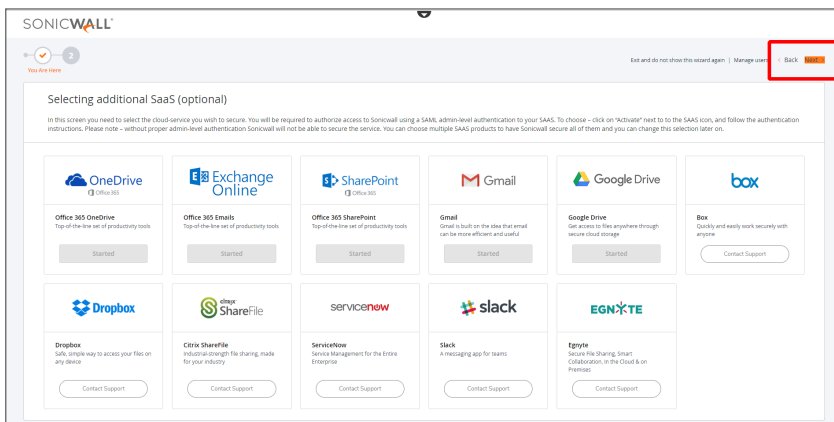 SONICWALL
2
You Are Here
Exit and do not show this wizard again | Manage users < Back Next >
Selecting additional SaaS (optional)
In this screen you need to select the cloud-service you wish to secure. You will be required to authorize access to Sonicwall using a SAML admin-level authentication to your SAAS. To choose – click on "Activate" next to to the SAAS icon, and follow the authentication
instructions. Please note – without proper admin-level authentication Sonicwall will not be able to secure the service. You can choose multiple SAAS products to have Sonicwall secure all of them and you can change this selection later on.
OneDrive
Office 365
Office 365 OneDrive
Top-of-the-line set of productivity tools
Started
Exchange
Online
Office 365 Emails
Top-of-the-line set of productivity tools
Started
SharePoint
Office 365
Office 365 SharePoint
Top-of-the-line set of productivity tools
Started
Gmail
Gmail
Gmail is built on the idea that email
can be more efficient and useful
Started
Google Drive
Google Drive
Get access to files anywhere through
secure cloud storage
Started
box
Box
Quickly and easily work securely with
anyone
Contact Support
Dropbox
Dropbox
Safe, simple way to access your files on
any device
Contact Support
citrix
ShareFile
Citrix ShareFile
Industrial-strength file sharing, made
for your industry
Contact Support
servicenow
ServiceNow
Service Management for the Entire
Enterprise
Contact Support
slack
Slack
A messaging app for teams
Contact Support
EGNYTE
Egnyte
Secure File Sharing, Smart
Collaboration, in the Cloud & on
Premises
Contact Support